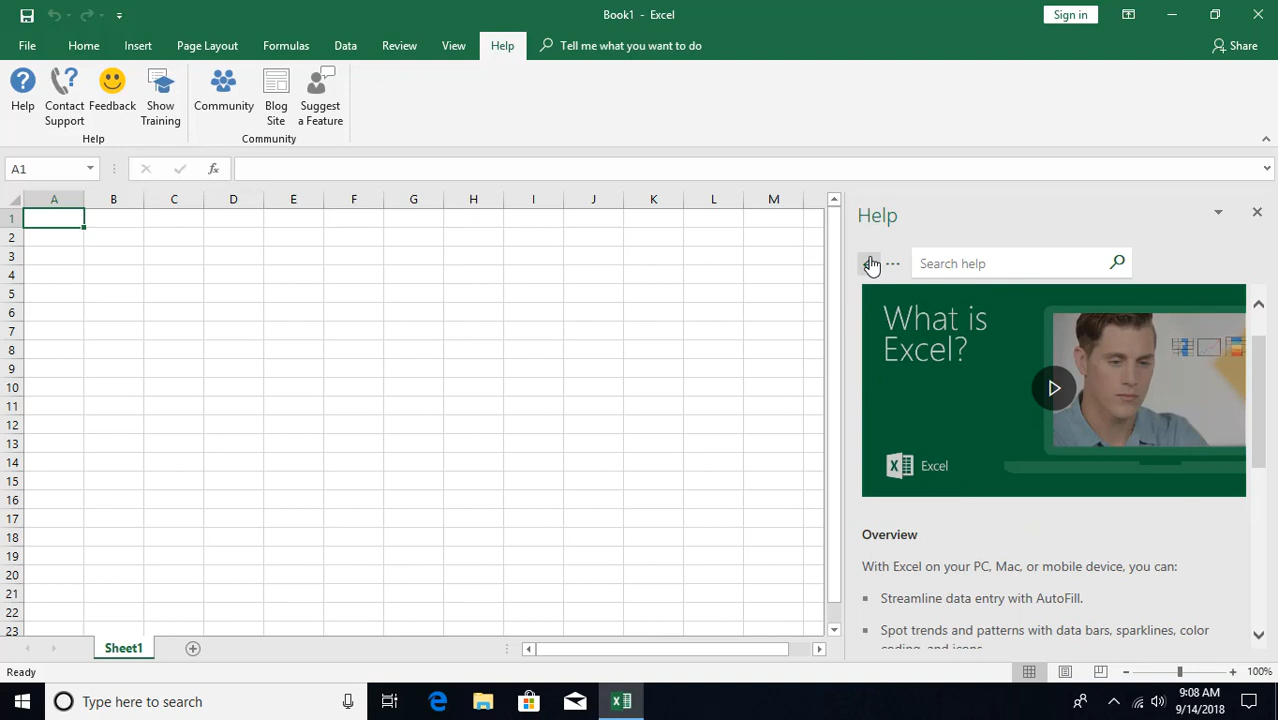 Book1 - Excel
Sign in
File Home Insert Page Layout Formulas Data Review View Help Tell me what you want to do Share
Help Contact Support Feedback Show Training Community Blog Site Suggest a Feature
Help Community
A1 fx
A B C D E F G H I J K L M
1
2
3
4
5
6
7
8
9
10
11
12
13
14
15
16
17
18
19
20
21
22
23
Help
Search help
What is
Excel?
Excel
Overview
With Excel on your PC, Mac, or mobile device, you can:
Streamline data entry with AutoFill.
Spot trends and patterns with data bars, sparklines, color
coding, and icons.
Sheet1
Ready 100%
Type here to search
9:08 AM
9/14/2018